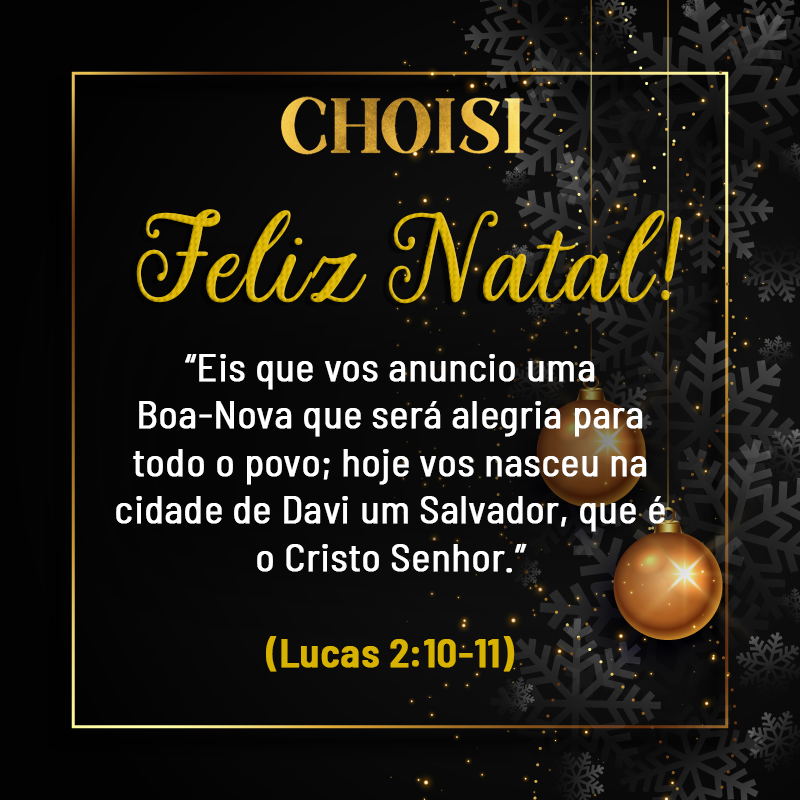 CHOISI
Feliz Natal!
“Eis que vos anuncio uma
Boa-Nova que será alegria para
todo o povo; hoje vos nasceu na
cidade de Davi um Salvador, que é
o Cristo Senhor.”
(Lucas 2:10-11)